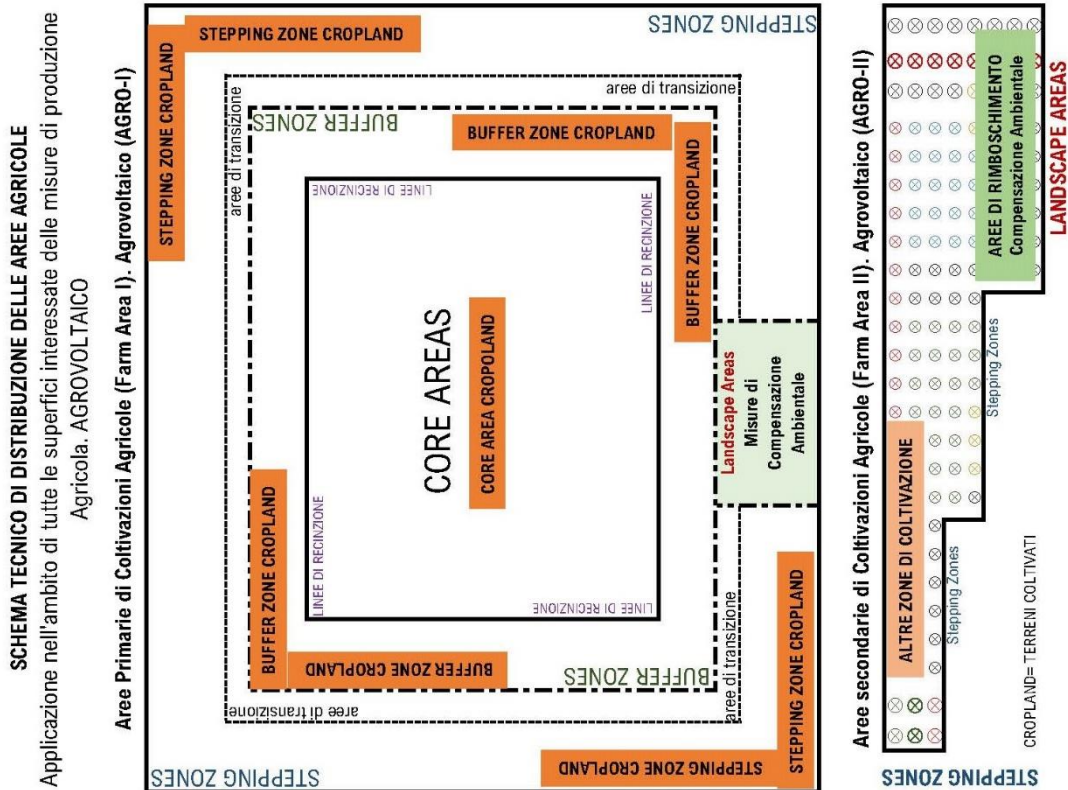 SCHEMA TECNICO DI DISTRIBUZIONE DELLE AREE AGRICOLE
Applicazione nell'ambito di tutte le superfici interessate delle misure di produzione
Agricola. AGROVOLTAICO
Aree Primarie di Coltivazioni Agricole (Farm Area I). Agrovoltaico (AGRO-I)
STEPPING ZONE CROPLAND
STEPPING ZONE CROPLAND
STEPPING ZONES
aree di transizione
aree di transizione
BUFFER ZONES
BUFFER ZONE CROPLAND
BUFFER ZONE CROPLAND
LINEE DI RECINZIONE
LINEE DI RECINZIONE
CORE AREAS
CORE AREA CROPOLAND
LINEE DI RECINZIONE
LINEE DI RECINZIONE
BUFFER ZONE CROPLAND
BUFFER ZONE CROPLAND
BUFFER ZONES
Landscape Areas
Misure di
Compensazione
Ambientale
aree di transizione
aree di transizione
STEPPING ZONES
STEPPING ZONE CROPLAND
STEPPING ZONE CROPLAND
Aree secondarie di Coltivazioni Agricole (Farm Area II). Agrovoltaico (AGRO-II)
ALTRE ZONE DI COLTIVAZIONE
AREE DI RIMBOSCHIMENTO
Compensazione Ambientale
Stepping Zones
Stepping Zones
STEPPING ZONES
CROPLAND= TERRENI COLTIVATI
LANDSCAPE AREAS